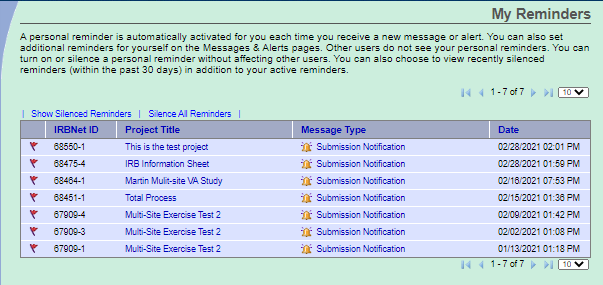 My Reminders
A personal reminder is automatically activated for you each time you receive a new message or alert. You can also set
additional reminders for yourself on the Messages & Alerts pages. Other users do not see your personal reminders. You can
turn on or silence a personal reminder without affecting other users. You can also choose to view recently silenced
reminders (within the past 30 days) in addition to your active reminders.
1 - 7 of 7 10
| Show Silenced Reminders | Silence All Reminders |
IRBNet ID Project Title Message Type Date
68550-1 This is the test project Submission Notification 02/28/2021 02:01 PM
68475-4 IRB Information Sheet Submission Notification 02/28/2021 01:59 PM
68464-1 Martin Mulit-site VA Study Submission Notification 02/16/2021 07:53 PM
68451-1 Total Process Submission Notification 02/15/2021 01:36 PM
67909-4 Multi-Site Exercise Test 2 Submission Notification 02/09/2021 01:42 PM
67909-3 Multi-Site Exercise Test 2 Submission Notification 02/02/2021 01:08 PM
67909-1 Multi-Site Exercise Test 2 Submission Notification 01/13/2021 01:18 PM
1 - 7 of 7 10